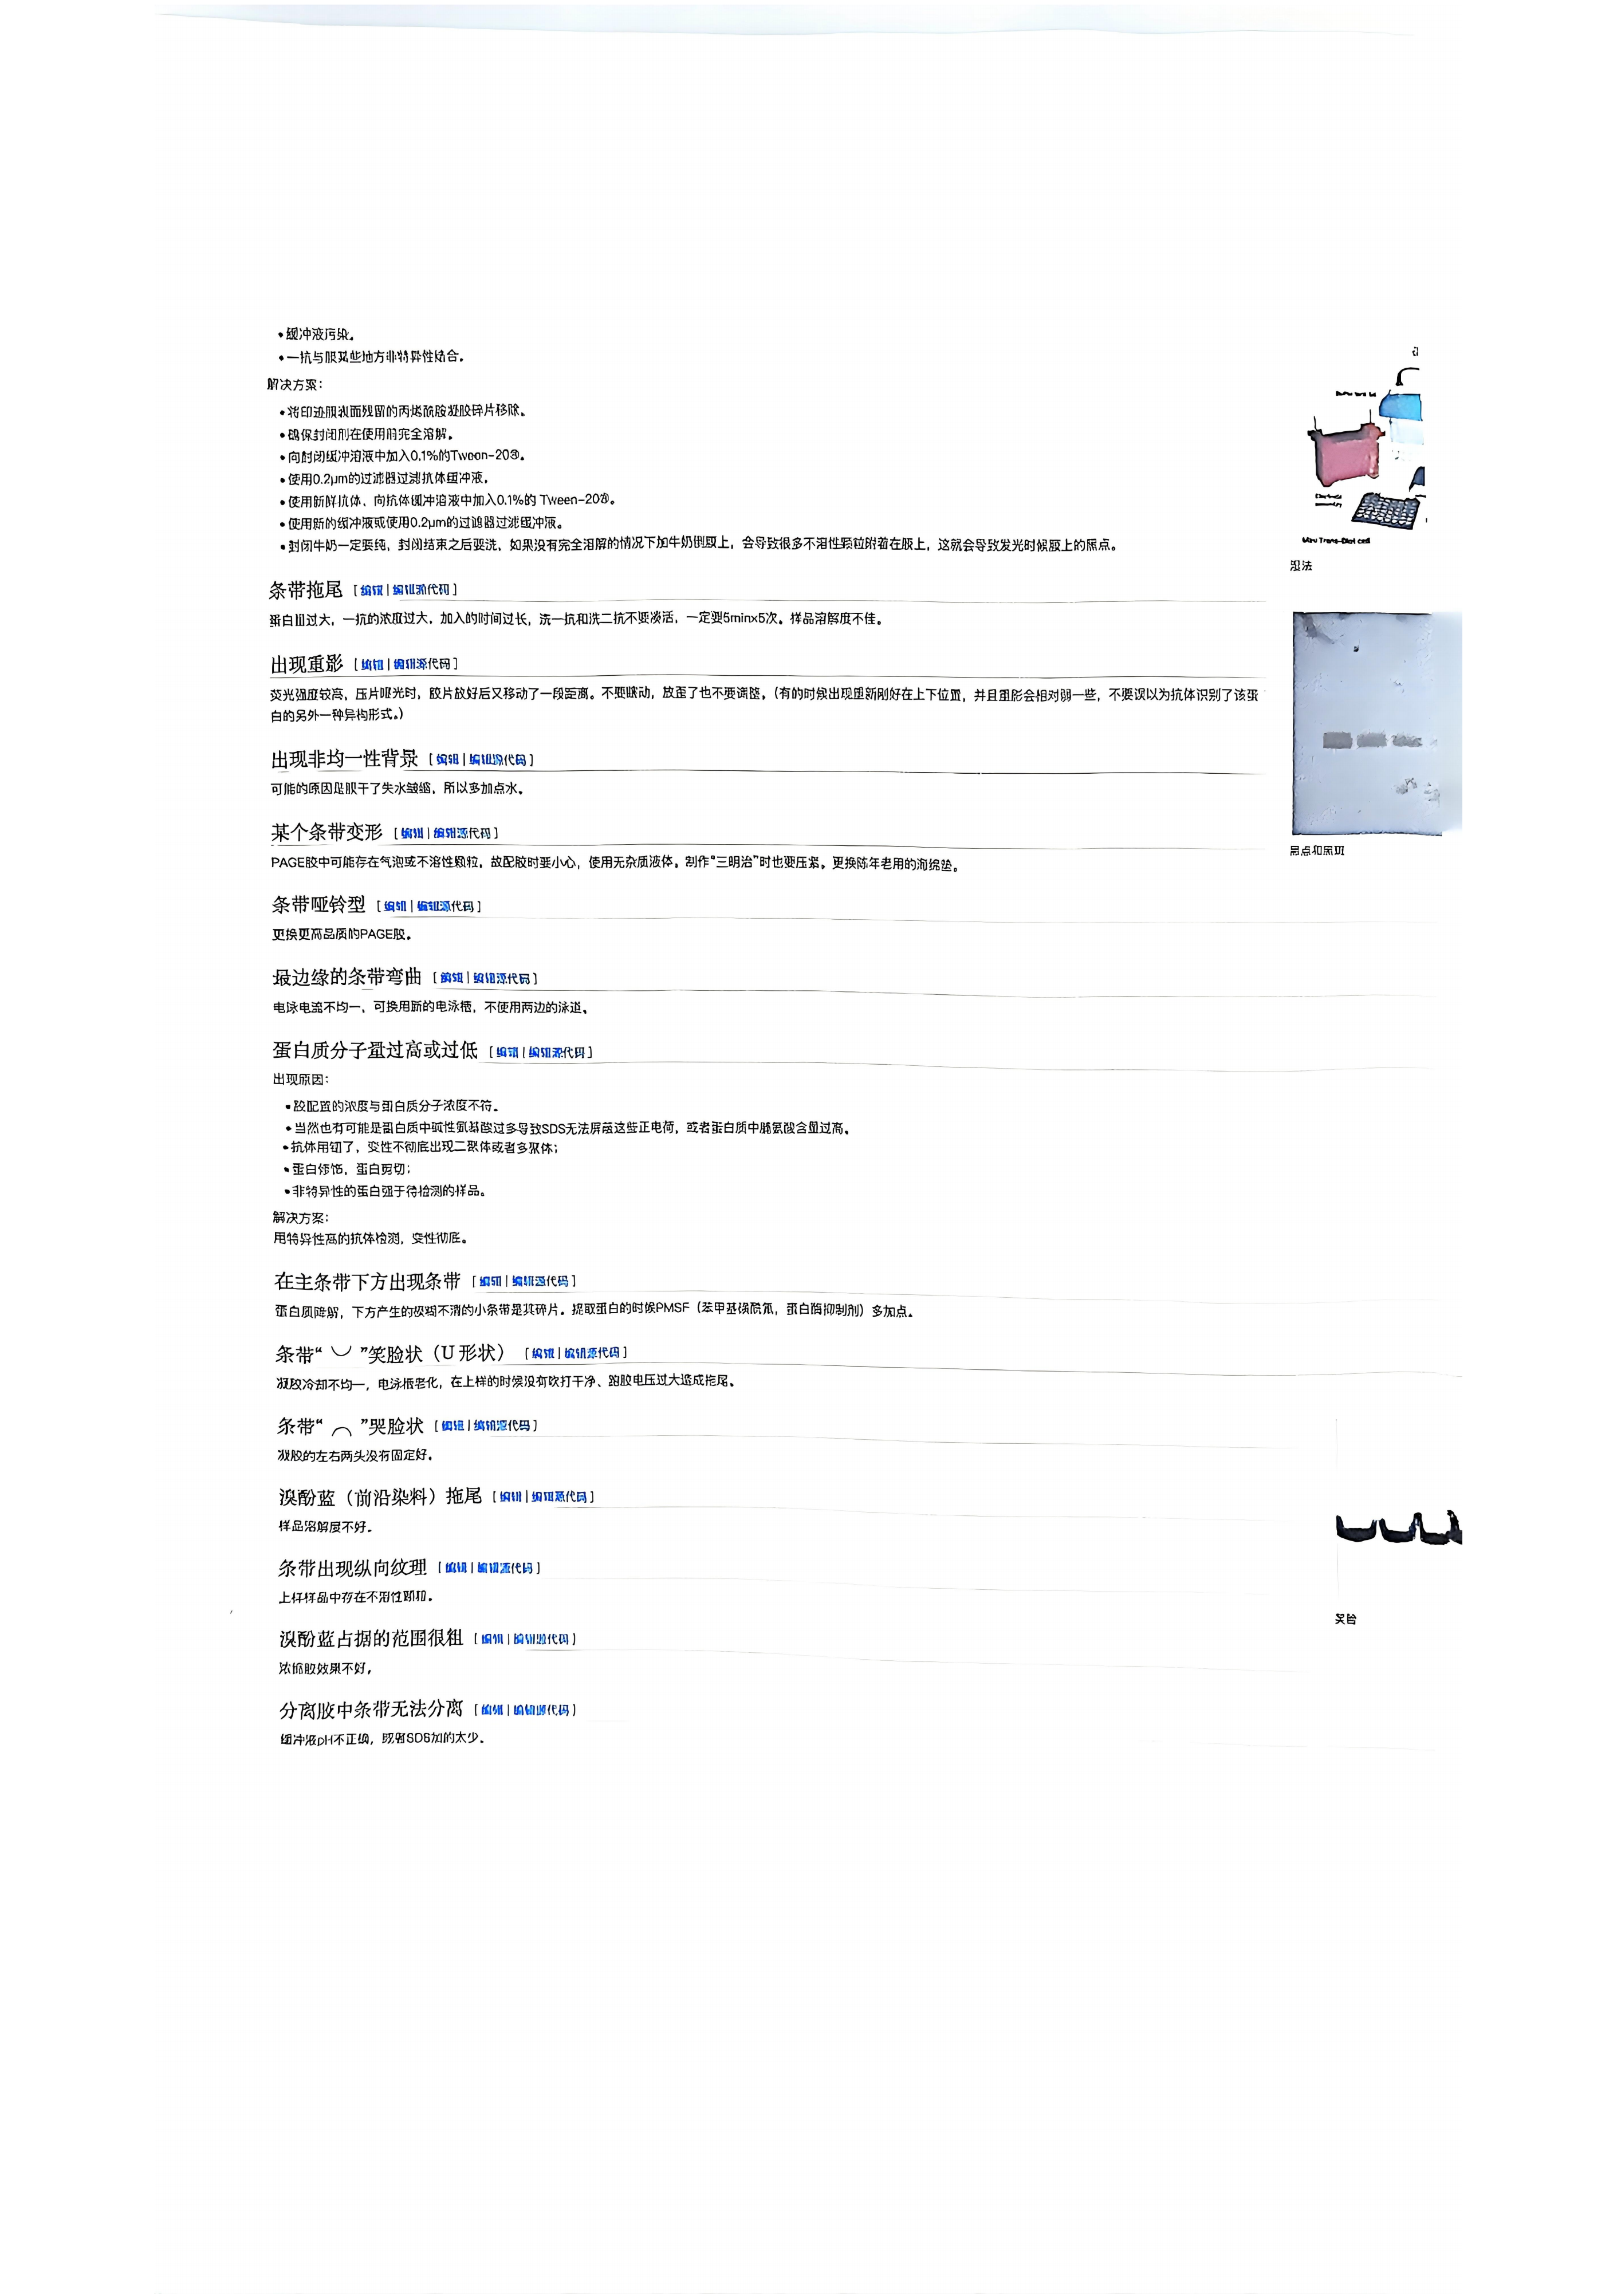 •缓冲液污染。
•一抗与膜某些地方非特异性结合。
解决方案：
•将印迹膜表面残留的丙烯酰胺凝胶碎片移除。
•确保封闭剂在使用前完全溶解。
•向封闭缓冲溶液中加入0.1%的Tween-20®。
•使用0.2μm的过滤器过滤抗体缓冲液。
•使用新鲜抗体、向抗体缓冲溶液中加入0.1%的 Tween-20®。
•使用新的缓冲液或使用0.2μm的过滤器过滤缓冲液。
•封闭牛奶一定要纯，封闭结束之后要洗，如果没有完全溶解的情况下加牛奶倒膜上，会导致很多不溶性颗粒附着在膜上，这就会导致发光时候膜上的黑点。
Mini Trans-Blot cell
湿法
条带拖尾 [编辑 | 编辑源代码]
蛋白量过大，一抗的浓度过大，加入的时间过长，洗一抗和洗二抗不要凑活，一定要5min×5次。样品溶解度不佳。
出现重影 [编辑 | 编辑源代码]
荧光强度较高，压片曝光时，胶片放好后又移动了一段距离。不要瞎动，放歪了也不要调整。（有的时候出现重新刚好在上下位置，并且重影会相对弱一些，不要误以为抗体识别了该蛋
白的另外一种异构形式。）
出现非均一性背景 [编辑 | 编辑源代码]
可能的原因是膜干了失水皱缩，所以多加点水。
某个条带变形 [编辑 | 编辑源代码]
PAGE胶中可能存在气泡或不溶性颗粒，故配胶时要小心，使用无杂质液体。制作“三明治”时也要压紧。更换陈年老用的海绵垫。
黑点和黑斑
条带哑铃型 [编辑 | 编辑源代码]
更换更高品质的PAGE胶。
最边缘的条带弯曲 [编辑 | 编辑源代码]
电泳电流不均一，可换用新的电泳槽，不使用两边的泳道。
蛋白质分子量过高或过低 [编辑 | 编辑源代码]
出现原因：
•胶配置的浓度与蛋白质分子浓度不符。
•当然也有可能是蛋白质中碱性氨基酸过多导致SDS无法屏蔽这些正电荷，或者蛋白质中脯氨酸含量过高。
•抗体用错了，变性不彻底出现二聚体或者多聚体；
•蛋白修饰，蛋白剪切；
•非特异性的蛋白强于待检测的样品。
解决方案：
用特异性高的抗体检测，变性彻底。
在主条带下方出现条带 [编辑 | 编辑源代码]
蛋白质降解，下方产生的模糊不清的小条带是其碎片。提取蛋白的时候PMSF（苯甲基磺酰氟，蛋白酶抑制剂）多加点。
条带“ ︶ ”笑脸状（U 形状） [编辑 | 编辑源代码]
凝胶冷却不均一，电泳槽老化，在上样的时候没有吹打干净、跑胶电压过大造成拖尾。
条带“ ︵ ”哭脸状 [编辑 | 编辑源代码]
凝胶的左右两头没有固定好。
溴酚蓝（前沿染料）拖尾 [编辑 | 编辑源代码]
样品溶解度不好。
条带出现纵向纹理 [编辑 | 编辑源代码]
上样样品中存在不溶性颗粒。
笑脸
溴酚蓝占据的范围很粗 [编辑 | 编辑源代码]
浓缩胶效果不好，
分离胶中条带无法分离 [编辑 | 编辑源代码]
缓冲液pH不正确，或者SDS加的太少。